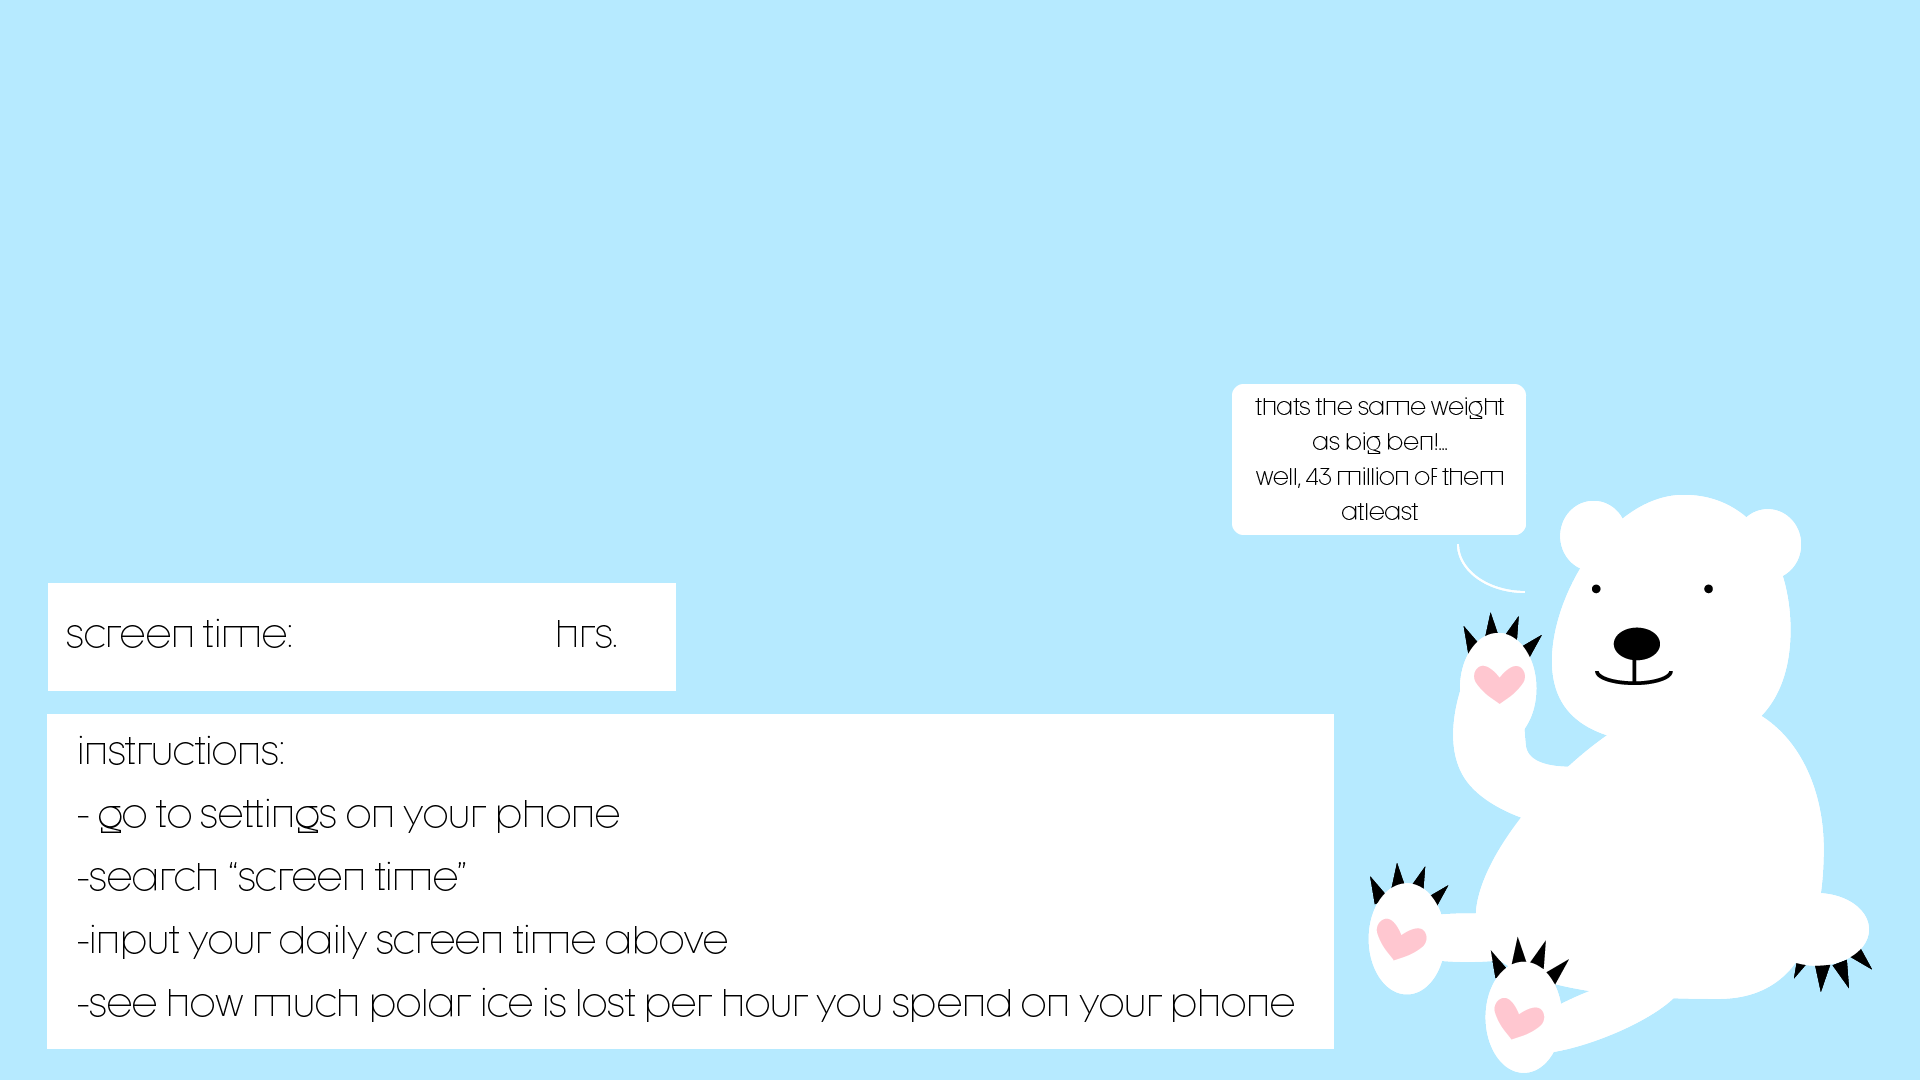 thats the same weight
as big ben!...
well, 43 million of them
atleast
screen time: hrs.
instructions:
- go to settings on your phone
-search “screen time”
-input your daily screen time above
-see how much polar ice is lost per hour you spend on your phone